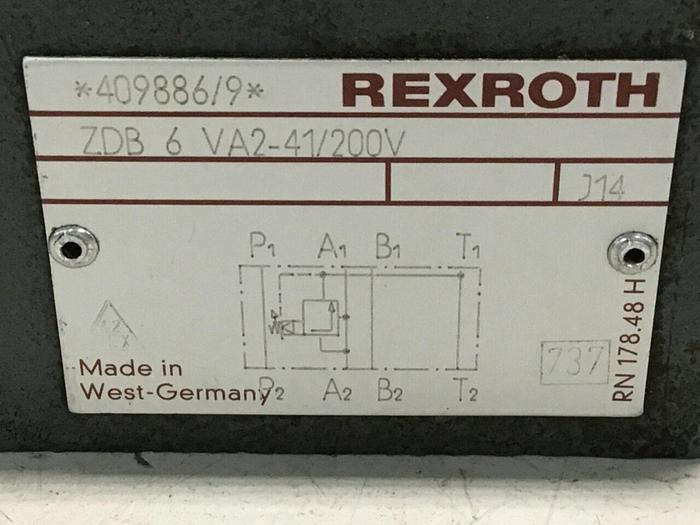 *409886/9* REXROTH
ZDB 6 VA2-41/200V
J14
P1 A1 B1 T1
737
RN 178.48 H
Made in
West-Germany
P2 A2 B2 T2